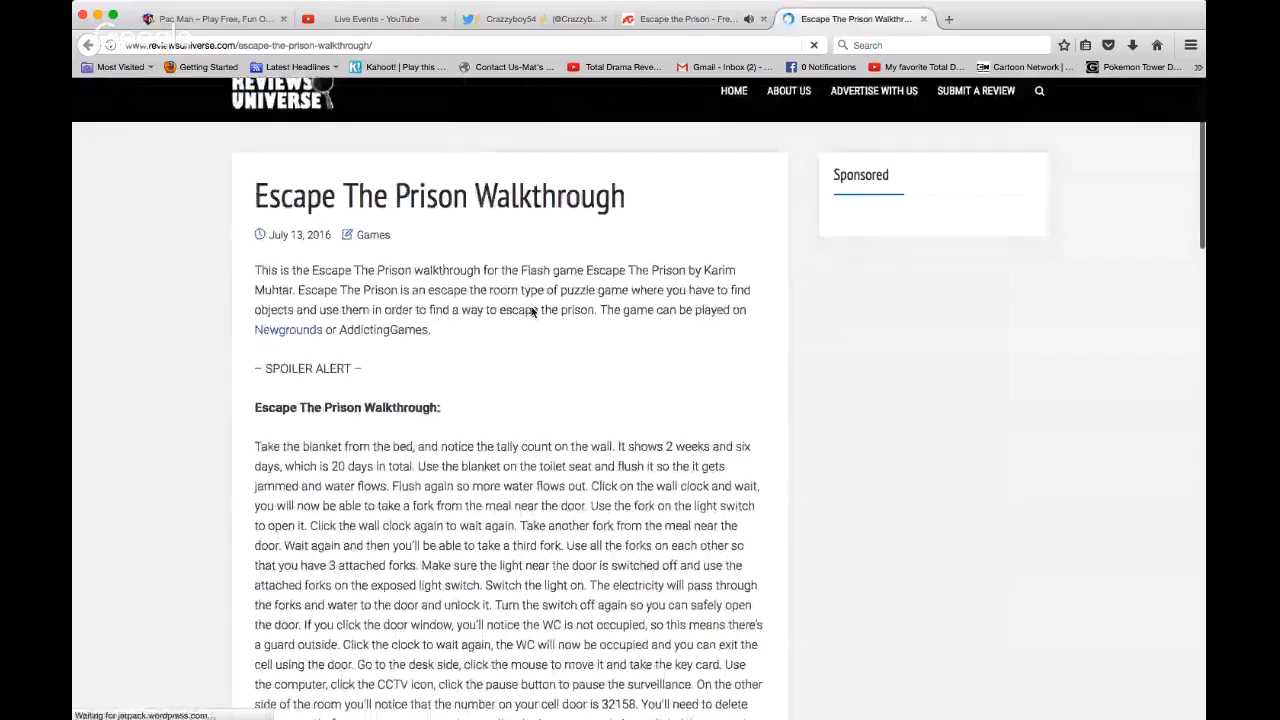 Pac Man – Play Free, Fun O...
Live Events - YouTube
Crazzyboy54 ⚡ (@Crazzyb...
Escape the Prison - Fre...
Escape The Prison Walkthr...
Google
www.reviewsuniverse.com/escape-the-prison-walkthrough/
Search
Most Visited
Getting Started
Latest Headlines
Kahoot! | Play this ...
Contact Us-Mat's ...
Total Drama Reve...
Gmail - Inbox (2) - ...
0 Notifications
My favorite Total D...
Cartoon Network | ...
Pokemon Tower D...
REVIEWS
UNIVERSE
HOME
ABOUT US
ADVERTISE WITH US
SUBMIT A REVIEW
Escape The Prison Walkthrough
July 13, 2016
Games
This is the Escape The Prison walkthrough for the Flash game Escape The Prison by Karim
Muhtar. Escape The Prison is an escape the room type of puzzle game where you have to find
objects and use them in order to find a way to escape the prison. The game can be played on
Newgrounds or AddictingGames.
– SPOILER ALERT –
Escape The Prison Walkthrough:
Take the blanket from the bed, and notice the tally count on the wall. It shows 2 weeks and six
days, which is 20 days in total. Use the blanket on the toilet seat and flush it so the it gets
jammed and water flows. Flush again so more water flows out. Click on the wall clock and wait,
you will now be able to take a fork from the meal near the door. Use the fork on the light switch
to open it. Click the wall clock again to wait again. Take another fork from the meal near the
door. Wait again and then you'll be able to take a third fork. Use all the forks on each other so
that you have 3 attached forks. Make sure the light near the door is switched off and use the
attached forks on the exposed light switch. Switch the light on. The electricity will pass through
the forks and water to the door and unlock it. Turn the switch off again so you can safely open
the door. If you click the door window, you'll notice the WC is not occupied, so this means there's
a guard outside. Click the clock to wait again, the WC will now be occupied and you can exit the
cell using the door. Go to the desk side, click the mouse to move it and take the key card. Use
the computer, click the CCTV icon, click the pause button to pause the surveillance. On the other
side of the room you'll notice that the number on your cell door is 32158. You'll need to delete
Sponsored
Waiting for jetpack.wordpress.com...